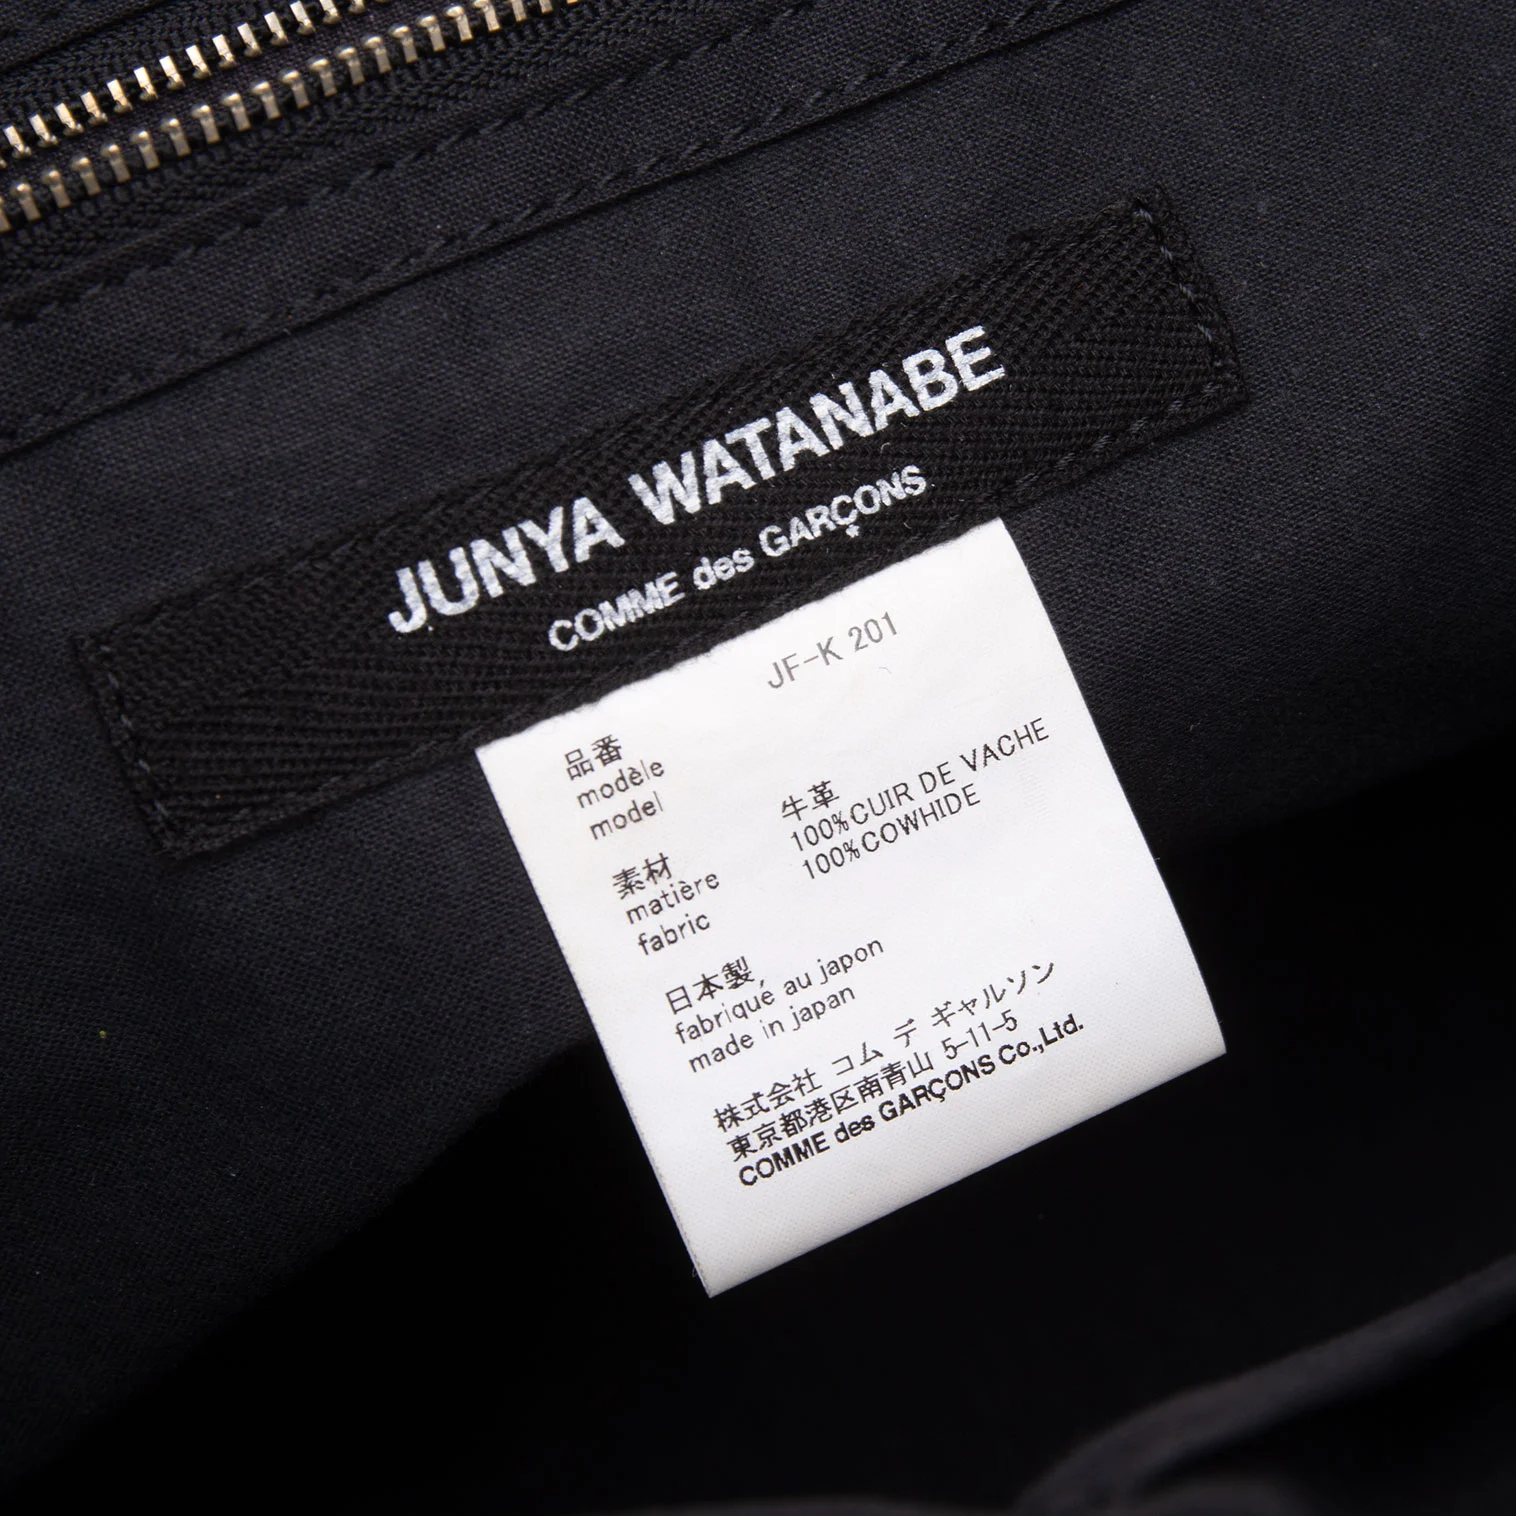 JUNYA WATANABE
COMME des GARÇONS
JF-K 201
品番
modèle
model
牛革
100%CUIR DE VACHE
100%COWHIDE
素材
matière
fabric
日本製
fabriqué au japon
made in japan
株式会社 コム デ ギャルソン
東京都港区南青山 5-11-5
COMME des GARÇONS Co.,Ltd.